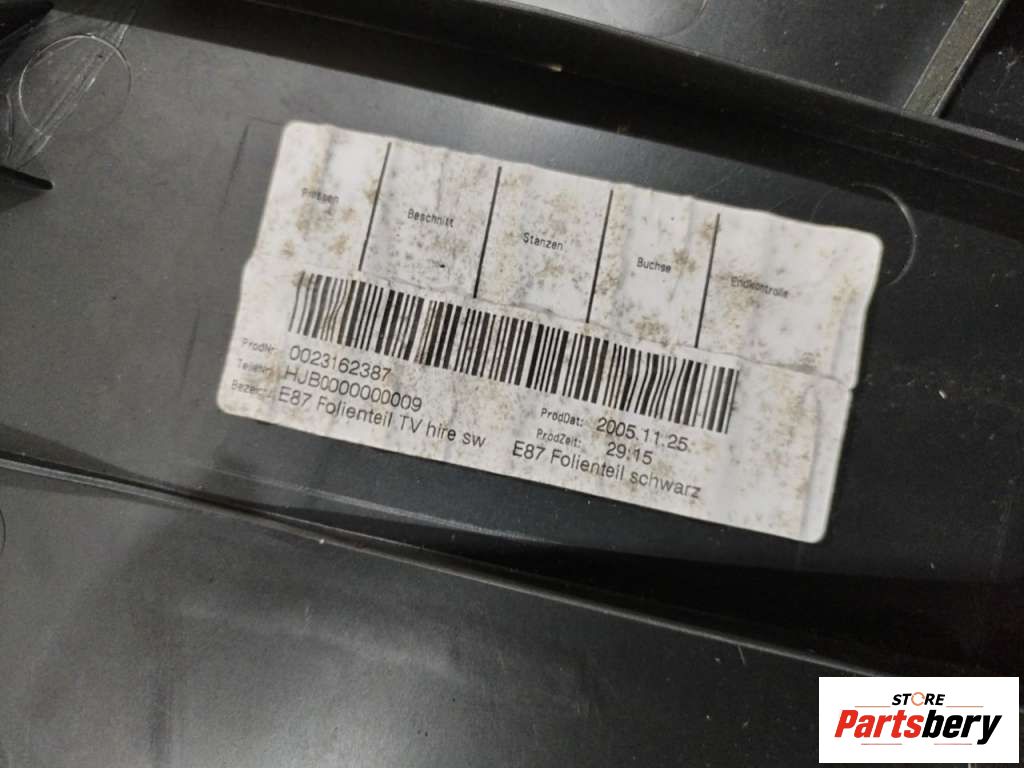 Pressen
Beschnitt
Stanzen
Buchse
Endkontrolle
ProdNr: 0023162387
TeileNr: HJB0000000009
Bezeich.: E87 Folienteil TV hire sw
ProdDat: 2005.11.25
ProdZeit: 29:15
E87 Folienteil schwarz
STORE
Partsbery